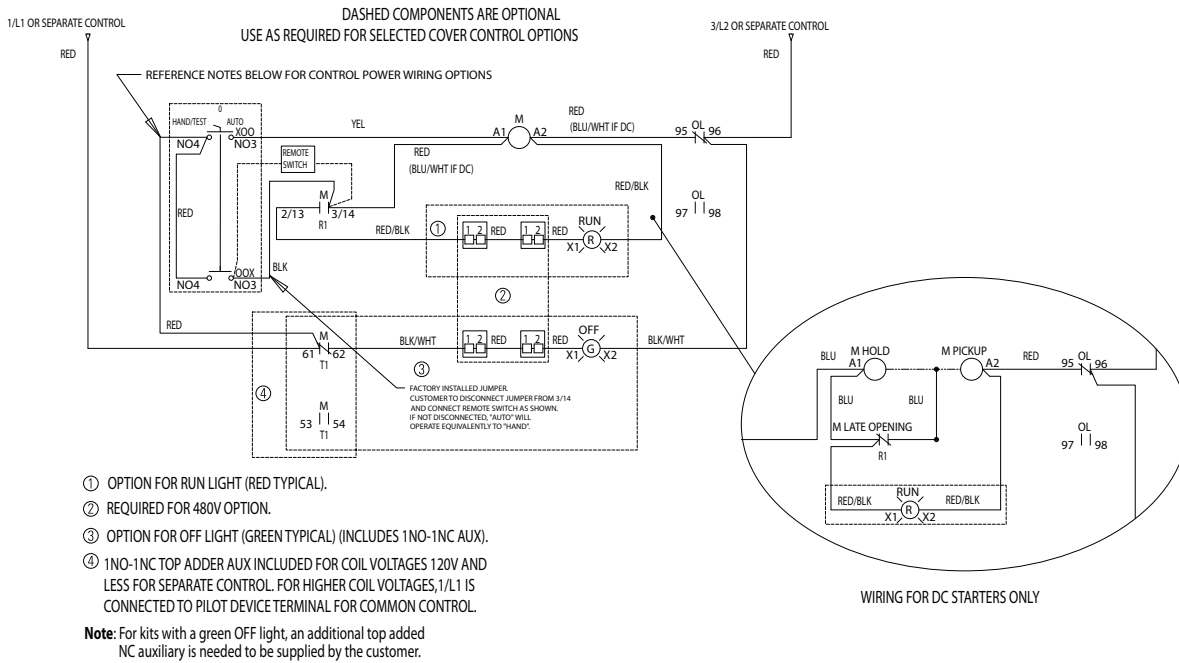 DASHED COMPONENTS ARE OPTIONAL
USE AS REQUIRED FOR SELECTED COVER CONTROL OPTIONS
1/L1 OR SEPARATE CONTROL
3/L2 OR SEPARATE CONTROL
RED
RED
REFERENCE NOTES BELOW FOR CONTROL POWER WIRING OPTIONS
0
HAND/TEST AUTO
XOO
NO4 NO3
YEL
M
A1 A2
RED
(BLU/WHT IF DC)
OL
95 96
REMOTE
SWITCH
RED
(BLU/WHT IF DC)
RED/BLK
OL
97 98
RED
M
2/13 3/14
R1
RED/BLK
1
1 2 RED 1 2 RED
RUN
X1 R X2
BLK
OOX
NO4 NO3
2
RED
M
61 62
T1
BLK/WHT
1 2 RED 1 2 RED
OFF
X1 G X2
BLK/WHT
3
4
FACTORY INSTALLED JUMPER.
CUSTOMER TO DISCONNECT JUMPER FROM 3/14
AND CONNECT REMOTE SWITCH AS SHOWN.
IF NOT DISCONNECTED, "AUTO" WILL
OPERATE EQUIVALENTLY TO "HAND".
M
53 54
T1
BLU M HOLD M PICKUP RED OL
A1 A2 95 96
BLU BLU
M LATE OPENING
R1
OL
97 98
RED/BLK RUN RED/BLK
X1 R X2
WIRING FOR DC STARTERS ONLY
1 OPTION FOR RUN LIGHT (RED TYPICAL).
2 REQUIRED FOR 480V OPTION.
3 OPTION FOR OFF LIGHT (GREEN TYPICAL) (INCLUDES 1NO-1NC AUX).
4 1NO-1NC TOP ADDER AUX INCLUDED FOR COIL VOLTAGES 120V AND
LESS FOR SEPARATE CONTROL. FOR HIGHER COIL VOLTAGES,1/L1 IS
CONNECTED TO PILOT DEVICE TERMINAL FOR COMMON CONTROL.
Note: For kits with a green OFF light, an additional top added
NC auxiliary is needed to be supplied by the customer.